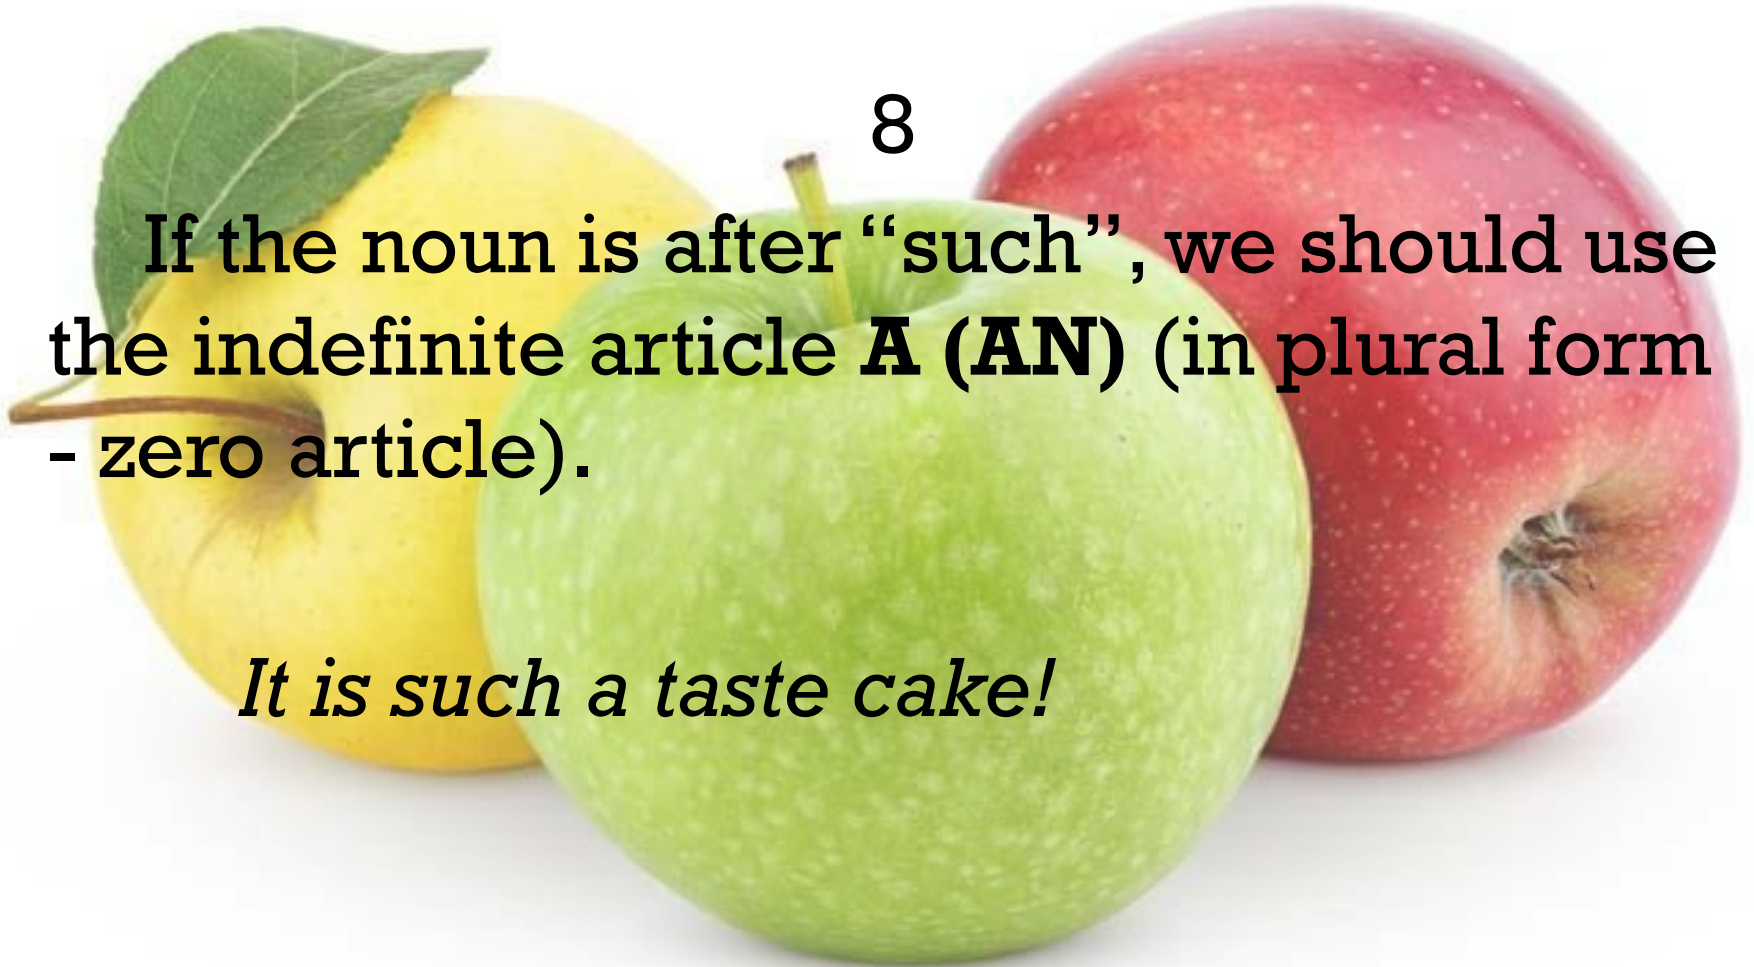 8
If the noun is after “such”, we should use
the indefinite article A (AN) (in plural form
- zero article).
It is such a taste cake!